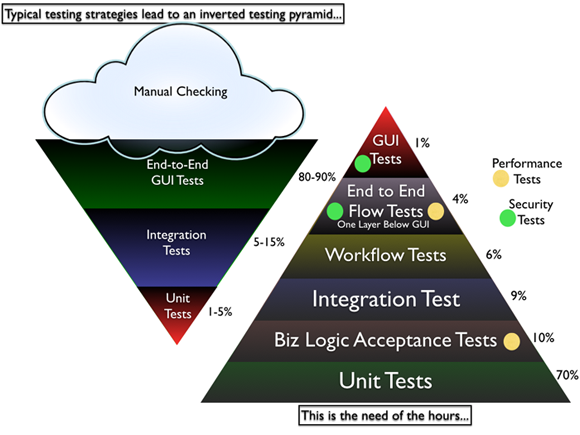 Typical testing strategies lead to an inverted testing pyramid...
Manual Checking
End-to-End
GUI Tests
80-90%
Integration
Tests
5-15%
Unit
Tests
1-5%
GUI
Tests
1%
End to End
Flow Tests
One Layer Below GUI
4%
Workflow Tests
6%
Integration Test
9%
Biz Logic Acceptance Tests
10%
Unit Tests
70%
Performance
Tests
Security
Tests
This is the need of the hours...